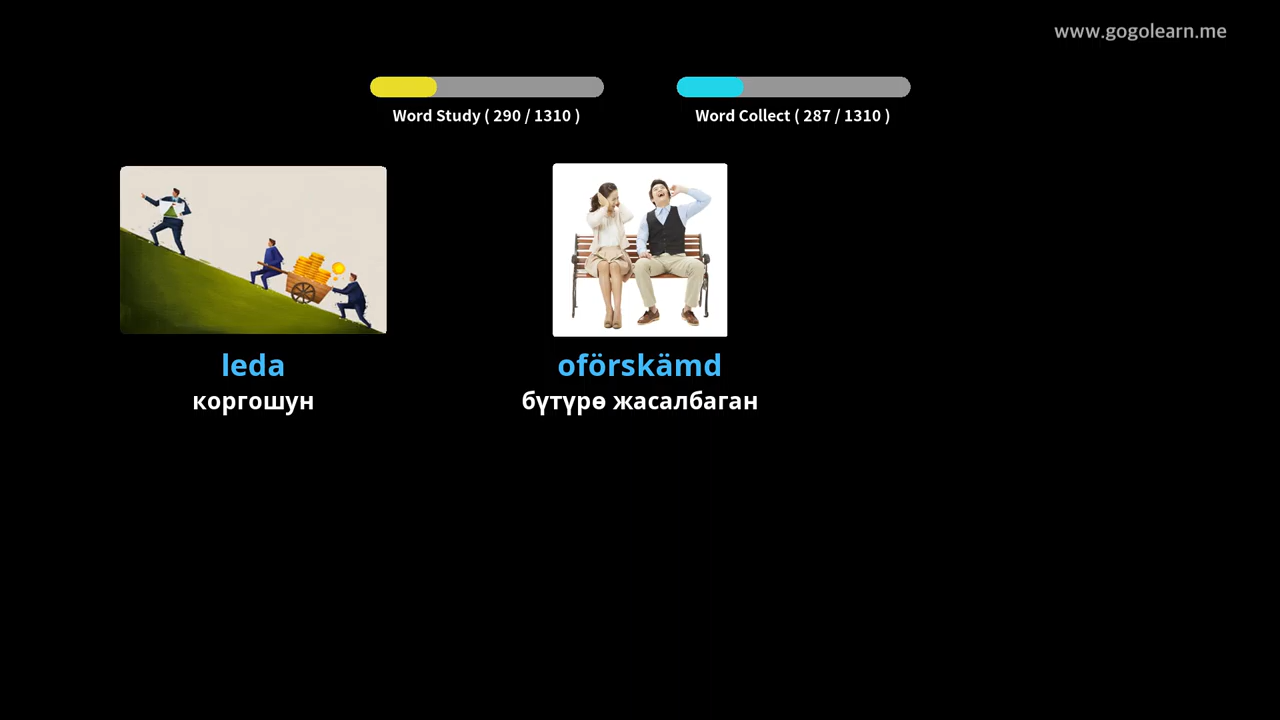 www.gogolearn.me
Word Study ( 290 / 1310 )
Word Collect ( 287 / 1310 )
leda
коргошун
oförskämd
бүтүрө жасалбаган